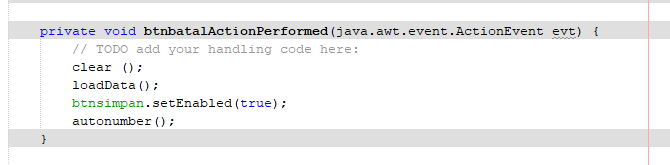 private void btnbatalActionPerformed(java.awt.event.ActionEvent evt) {
// TODO add your handling code here:
clear ();
loadData();
btnsimpan.setEnabled(true);
autonumber();
}